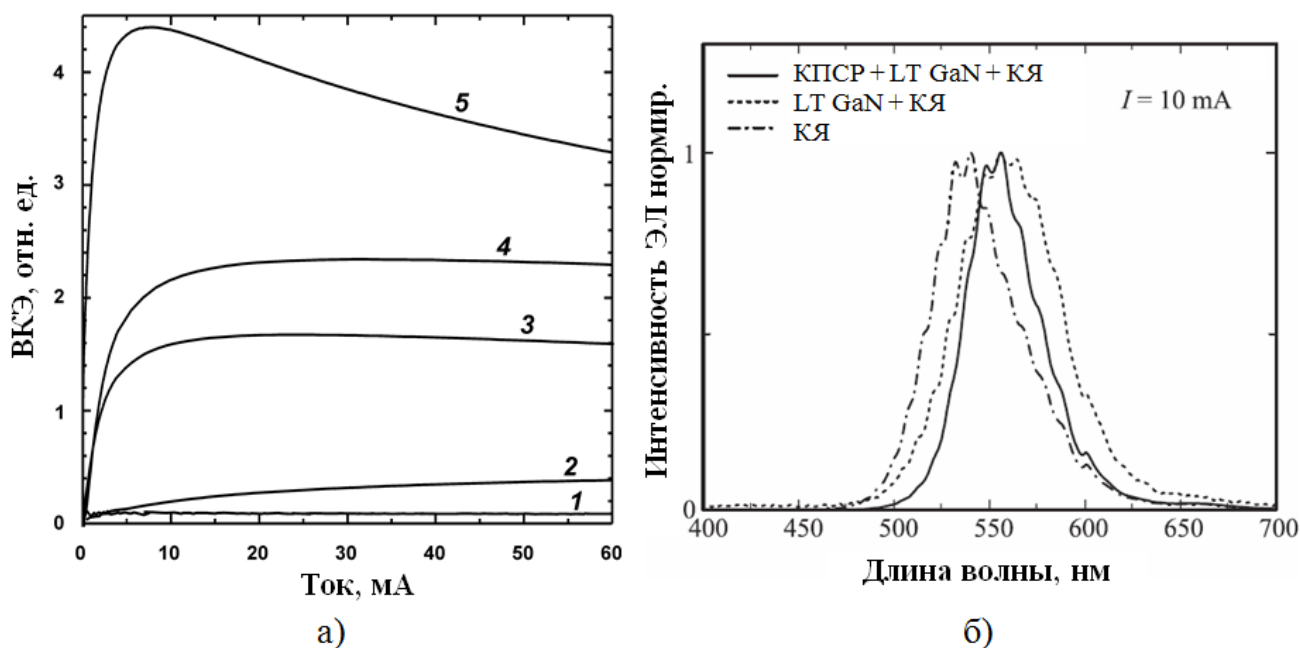 ВКЭ, отн. ед.
4
3
2
1
0
5
4
3
2
1
0
10
20
30
40
50
60
Ток, мА
а)
Интенсивность ЭЛ нормир.
1
0
КПСР + LT GaN + КЯ
LT GaN + КЯ
КЯ
I = 10 mA
400
450
500
550
600
650
700
Длина волны, нм
б)